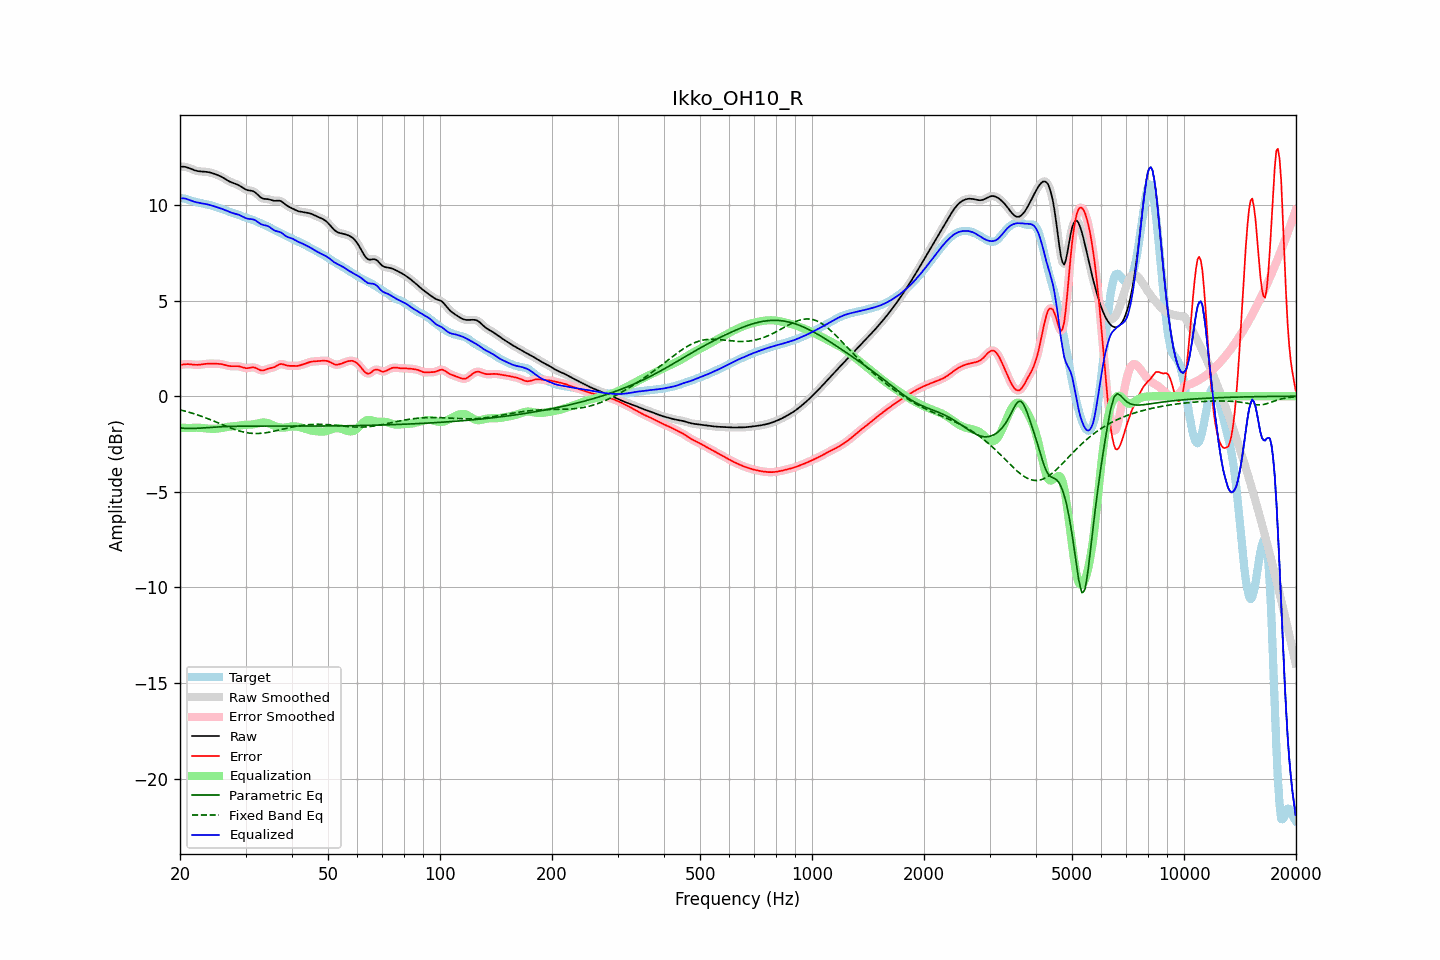 Ikko_OH10_R
Amplitude (dBr)
10
5
0
−5
−10
−15
−20
Target
Raw Smoothed
Error Smoothed
Raw
Error
Equalization
Parametric Eq
Fixed Band Eq
Equalized
20 50 100 200 500 1000 2000 5000 10000 20000
Frequency (Hz)